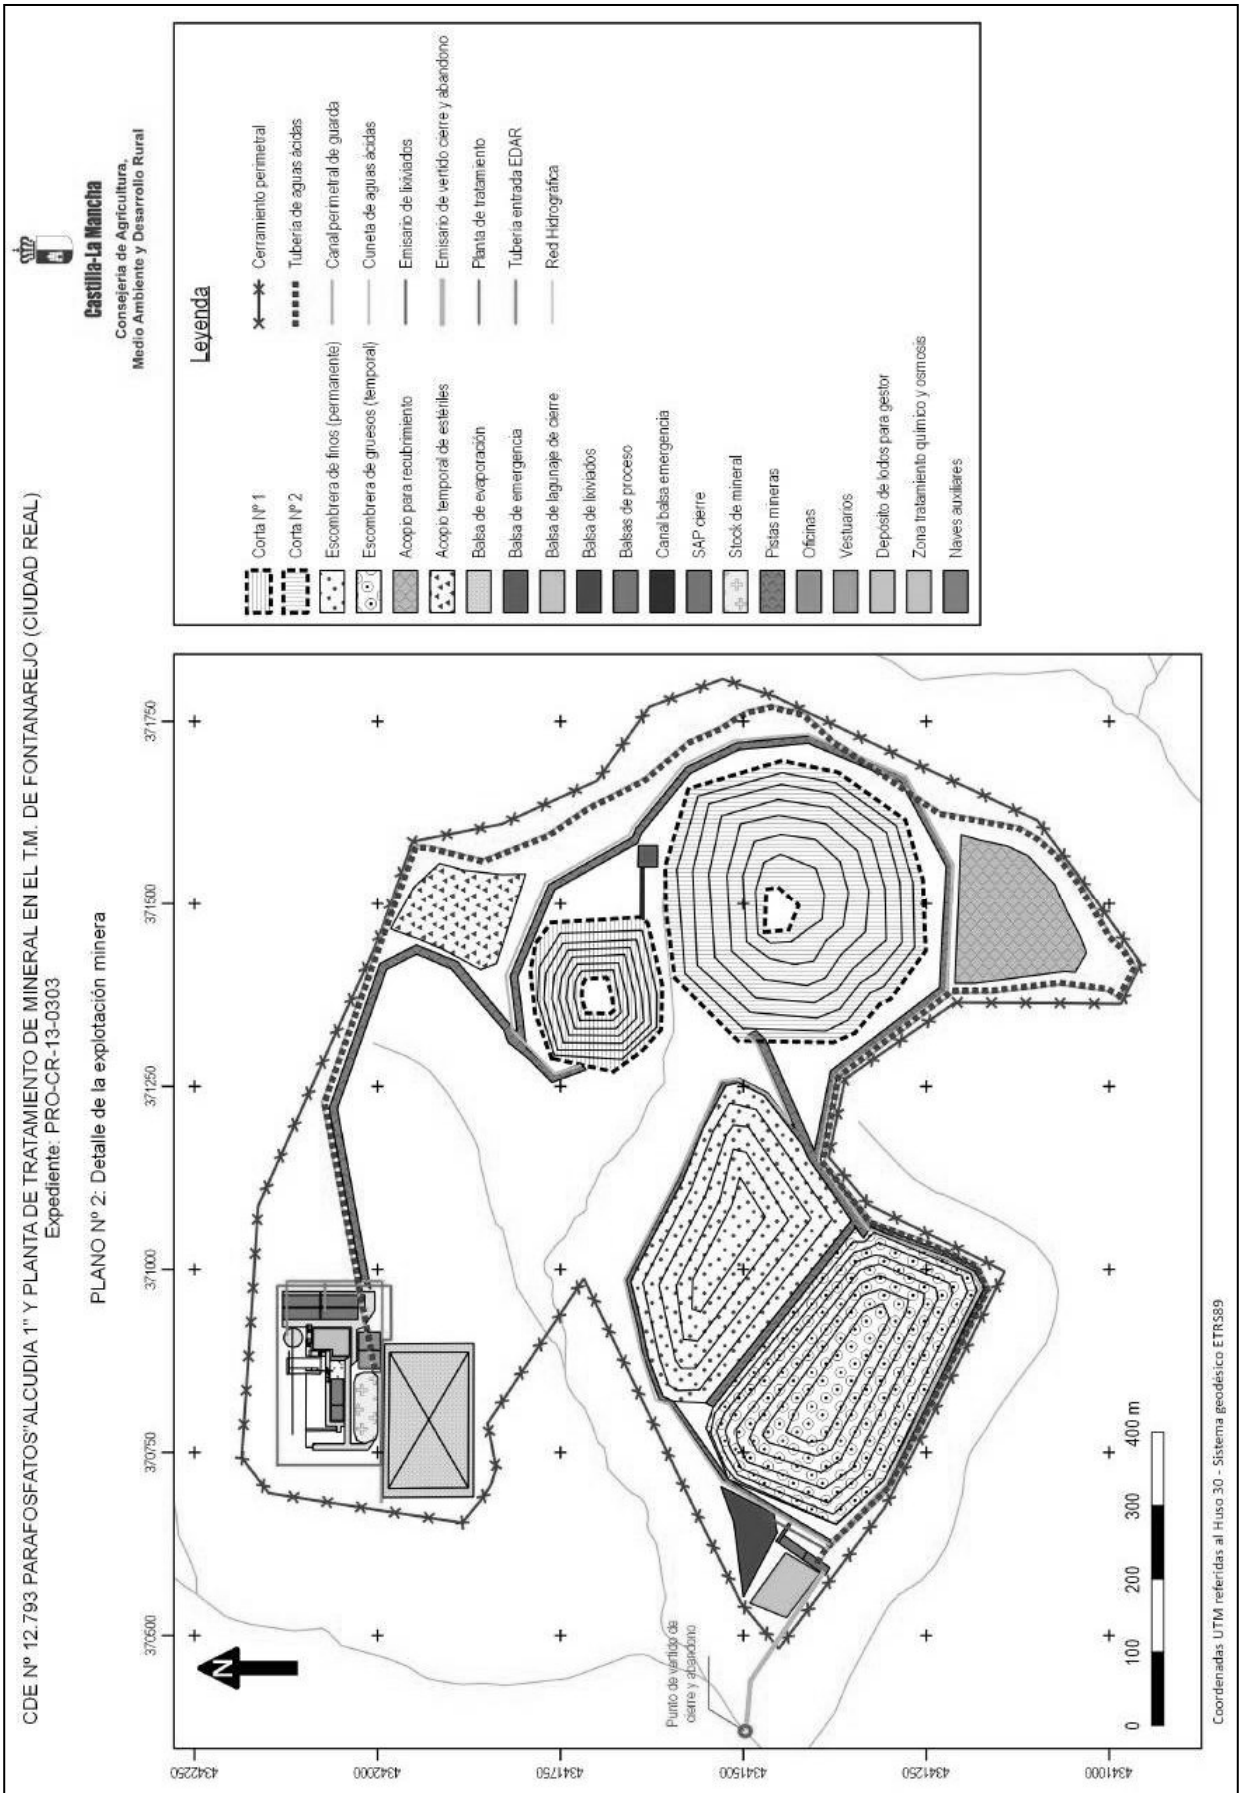 CDE Nº 12.793 PARAFOSFATOS"ALCUDIA 1" Y PLANTA DE TRATAMIENTO DE MINERAL EN EL T.M. DE FONTANAREJO (CIUDAD REAL)
Expediente: PRO-CR-13-0303
PLANO Nº 2: Detalle de la explotación minera
Castilla-La Mancha
Consejería de Agricultura,
Medio Ambiente y Desarrollo Rural
Leyenda
Corta Nº 1
Corta Nº 2
Escombrera de finos (permanente)
Escombrera de gruesos (temporal)
Acopio para recubrimiento
Acopio temporal de estériles
Balsa de evaporación
Balsa de emergencia
Balsa de lagunaje de cierre
Balsa de lixiviados
Balsas de proceso
Canal balsa emergencia
SAP cierre
Stock de mineral
Pistas mineras
Oficinas
Vestuarios
Depósito de lodos para gestor
Zona tratamiento químico y osmosis
Naves auxiliares
Cerramiento perimetral
Tubería de aguas ácidas
Canal perimetral de guarda
Cuneta de aguas ácidas
Emisario de lixiviados
Emisario de vertido cierre y abandono
Planta de tratamiento
Tubería entrada EDAR
Red Hidrográfica
370500
370750
371000
371250
371500
371750
4342250
4342000
4341750
4341500
4341250
4341000
N
Punto de vertido de
cierre y abandono
0
100
200
300
400 m
Coordenadas UTM referidas al Huso 30 - Sistema geodésico ETRS89